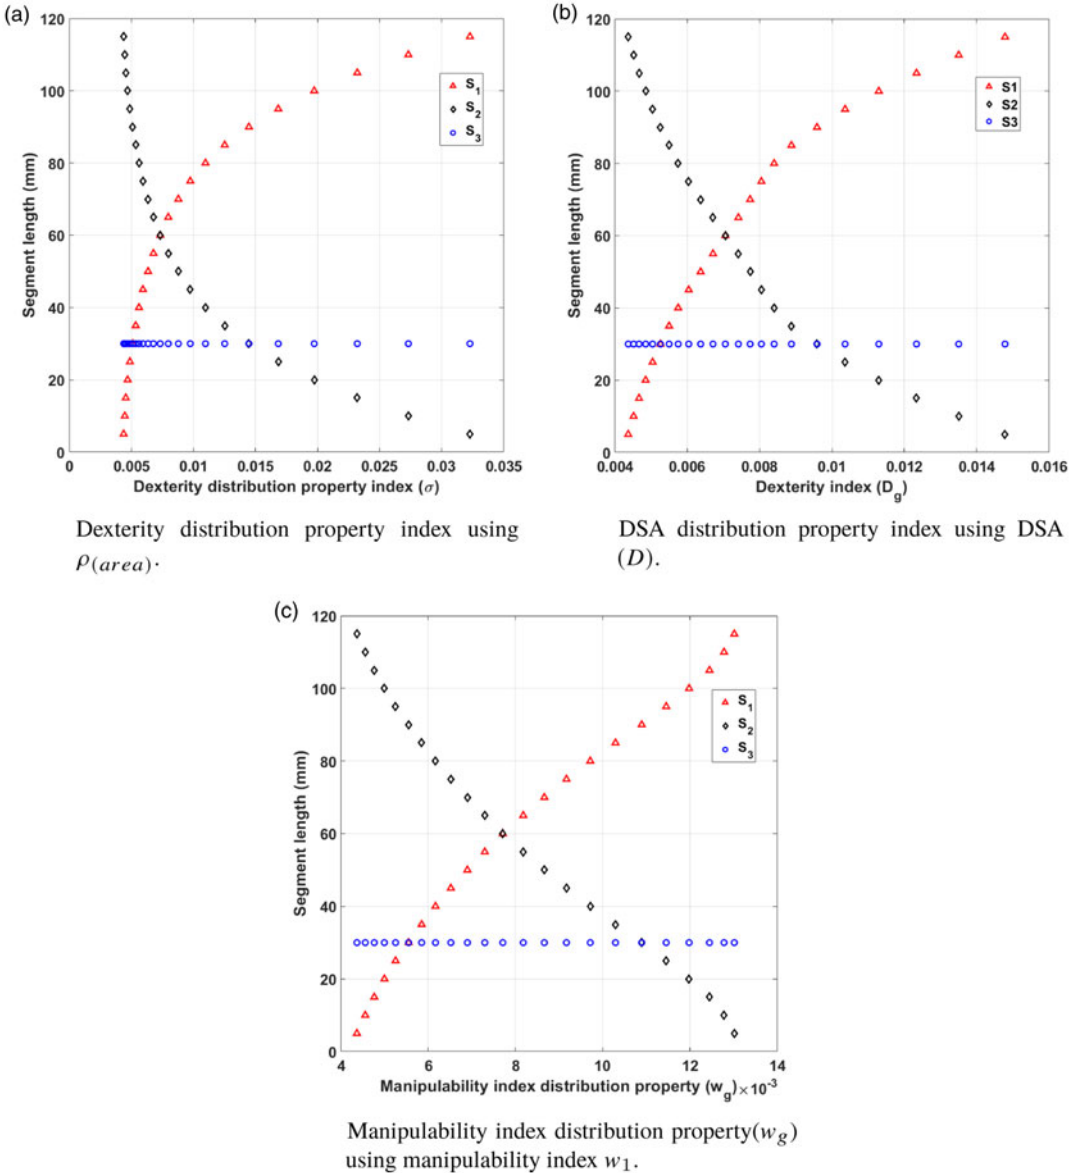 (a)
120
100
80
60
40
20
0
Segment length (mm)
S1
S2
S3
0 0.005 0.01 0.015 0.02 0.025 0.03 0.035
Dexterity distribution property index (σ)
Dexterity distribution property index using
ρ(area).
(b)
120
100
80
60
40
20
0
Segment length (mm)
S1
S2
S3
0.004 0.006 0.008 0.01 0.012 0.014 0.016
Dexterity index (Dg)
DSA distribution property index using DSA
(D).
(c)
120
100
80
60
40
20
0
Segment length (mm)
S1
S2
S3
4 6 8 10 12 14
Manipulability index distribution property (wg)×10-3
Manipulability index distribution property(wg)
using manipulability index w1.